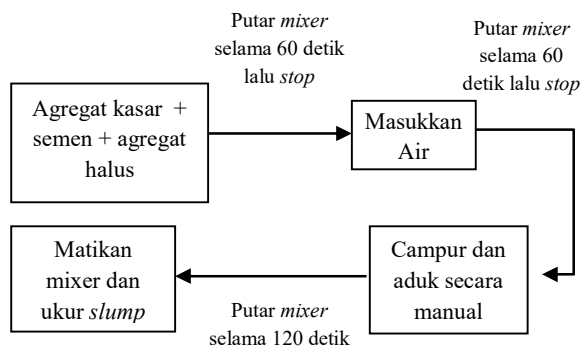 Putar mixer
selama 60 detik
lalu stop
Putar mixer
selama 60
detik lalu stop
Agregat kasar +
semen + agregat
halus
Masukkan
Air
Campur dan
aduk secara
manual
Putar mixer
selama 120 detik
Matikan
mixer dan
ukur slump